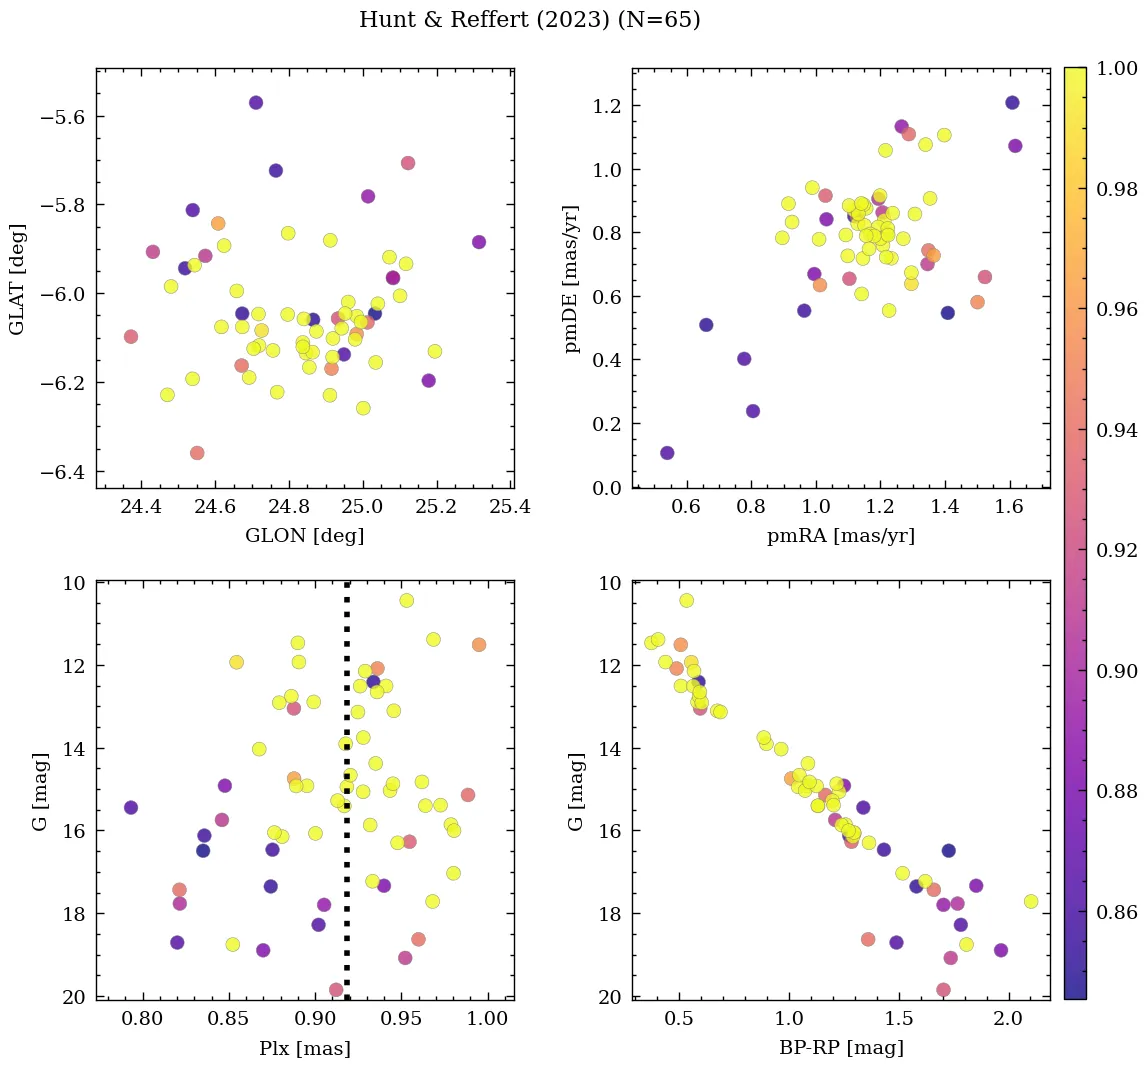 Hunt & Reffert (2023) (N=65)
−5.6
−5.8
−6.0
−6.2
−6.4
GLAT [deg]
24.4 24.6 24.8 25.0 25.2 25.4
GLON [deg]
1.2
1.0
0.8
0.6
0.4
0.2
0.0
pmDE [mas/yr]
0.6 0.8 1.0 1.2 1.4 1.6
pmRA [mas/yr]
10
12
14
16
18
20
G [mag]
0.80 0.85 0.90 0.95 1.00
Plx [mas]
10
12
14
16
18
20
G [mag]
0.5 1.0 1.5 2.0
BP-RP [mag]
1.00
0.98
0.96
0.94
0.92
0.90
0.88
0.86